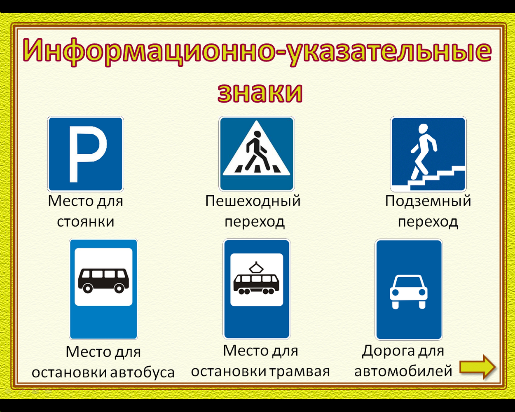 Информационно-указательные
знаки
P
Место для
стоянки
Пешеходный
переход
Подземный
переход
Место для
остановки автобуса
Место для
остановки трамвая
Дорога для
автомобилей